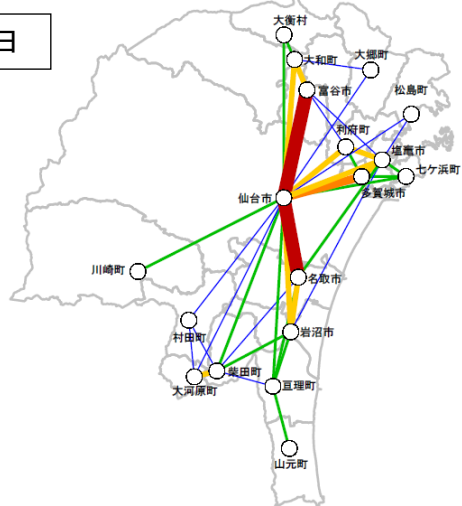 日
大衡村
大和町
大郷町
富谷市
松島町
利府町
塩竈市
七ケ浜町
多賀城市
仙台市
川崎町
名取市
村田町
岩沼市
柴田町
大河原町
亘理町
山元町